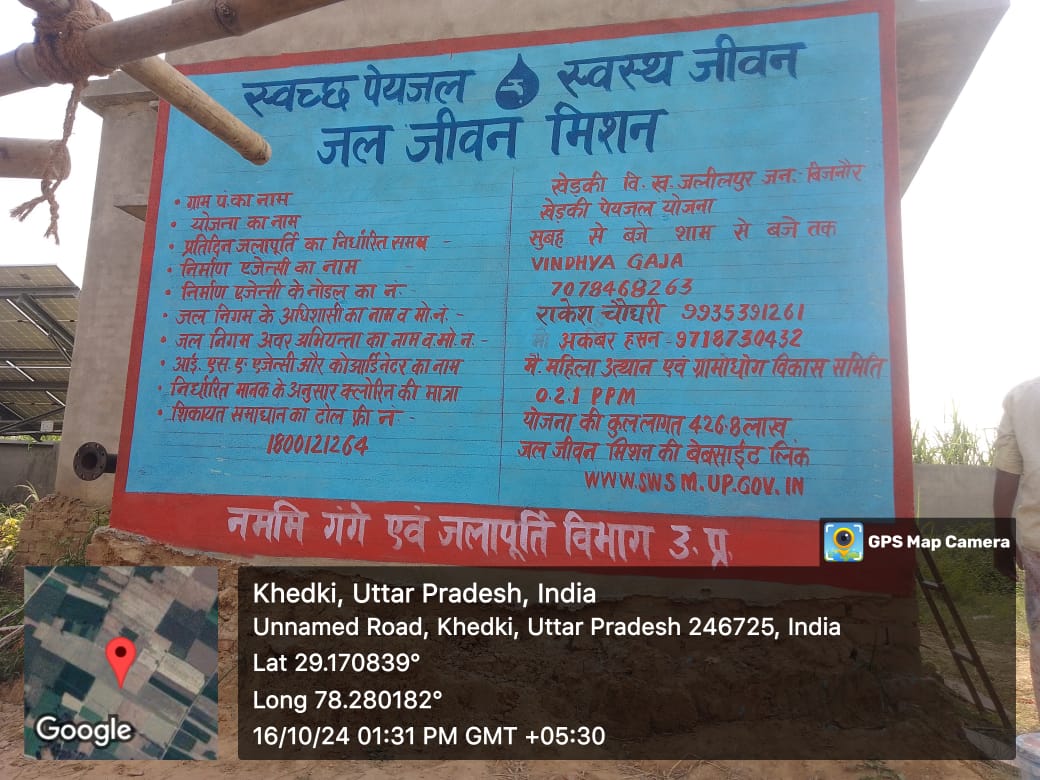 स्वच्छ पेयजल स्वस्थ जीवन
जल जीवन मिशन
• ग्राम पं. का नाम
खेड़की वि. ख. जलीलपुर जन:- बिजनौर
• योजना का नाम
खेड़की पेयजल योजना
• प्रतिदिन जलापूर्ति का निर्धारित समय -
सुबह से बजे शाम से बजे तक
• निर्माण एजेन्सी का नाम
VINDHYA GAJA
• निर्माण एजेन्सी के नोडल का नं -
7078468263
• जल निगम के अधिशासी का नाम व मो.नं -
राकेश चौधरी 9935391261
• जल निगम अवर अभियन्ता का नाम व.मो.नं. -
अकबर हसन - 9718730432
• आई. एस. ए. एजेन्सी और कोआर्डिनेटर का नाम
मै. महिला उत्थान एवं ग्रामोधोग विकास समिति
• निर्धारित मानक के अनुसार क्लोरिन की मात्रा
0.2.1 PPM
• शिकायत समाधान का टोल फ्री नं -
1800121264
योजना की कुल लागत 426.8 लाख
जल जीवन मिशन की बेबसाईट लिंक
WWW.SWSM.UP.GOV.IN
नमामि गंगे एवं जलापूर्ति विभाग उ. प्र.
GPS Map Camera
Khedki, Uttar Pradesh, India
Unnamed Road, Khedki, Uttar Pradesh 246725, India
Lat 29.170839°
Long 78.280182°
16/10/24 01:31 PM GMT +05:30
Google